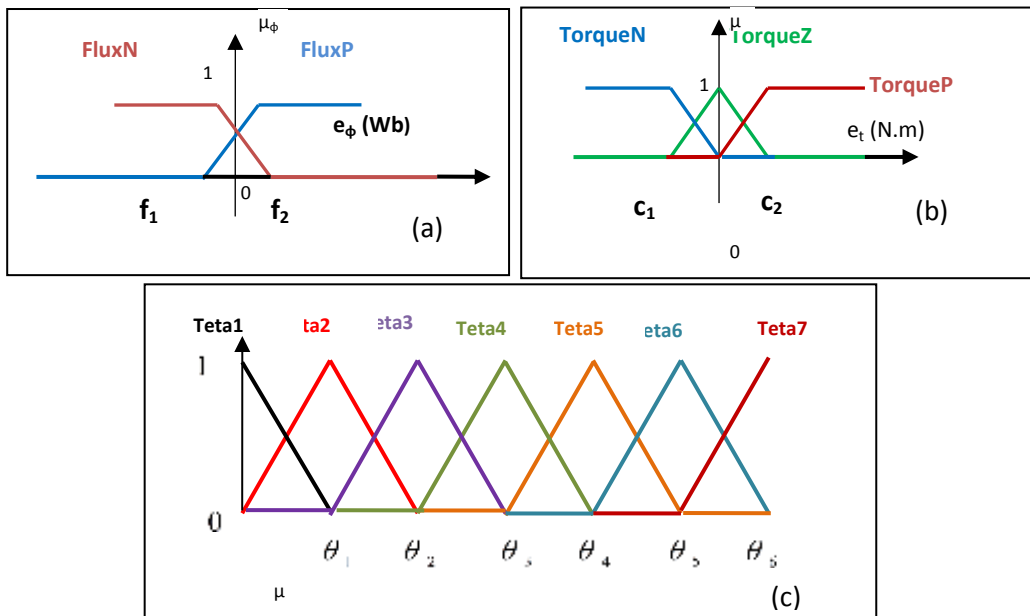 μϕ
FluxN
FluxP
1
eϕ (Wb)
0
f1
f2
(a)
μ
TorqueN
TorqueZ
1
TorqueP
et (N.m)
c1
c2
(b)
0
Teta1
ta2
eta3
Teta4
Teta5
eta6
Teta7
1
0
θ1
θ2
θ3
θ4
θ5
θ6
μ
(c)